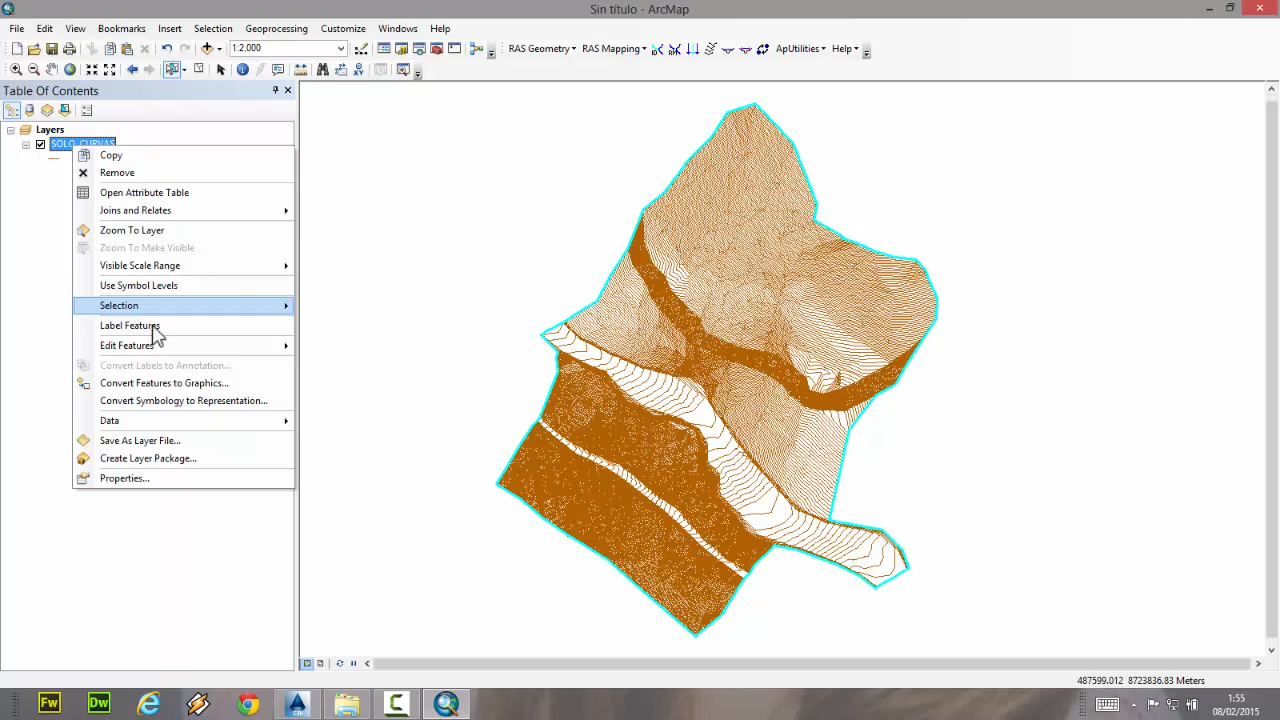 Sin título - ArcMap
File Edit View Bookmarks Insert Selection Geoprocessing Customize Windows Help
1:2,000 RAS Geometry RAS Mapping ApUtilities Help
Table Of Contents
Layers
SOLO_CURVAS
Copy
Remove
Open Attribute Table
Joins and Relates
Zoom To Layer
Zoom To Make Visible
Visible Scale Range
Use Symbol Levels
Selection
Label Features
Edit Features
Convert Labels to Annotation...
Convert Features to Graphics...
Convert Symbology to Representation...
Data
Save As Layer File...
Create Layer Package...
Properties...
487599.012 8723836.83 Meters
Fw Dw
1:55
08/02/2015